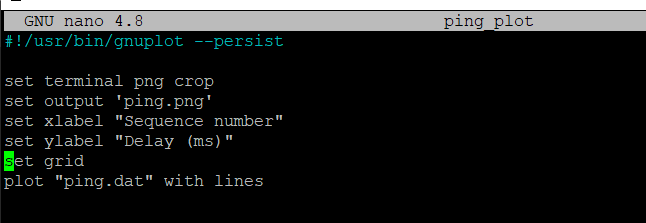 GNU nano 4.8 ping_plot
#!/usr/bin/gnuplot --persist
set terminal png crop
set output 'ping.png'
set xlabel "Sequence number"
set ylabel "Delay (ms)"
set grid
plot "ping.dat" with lines